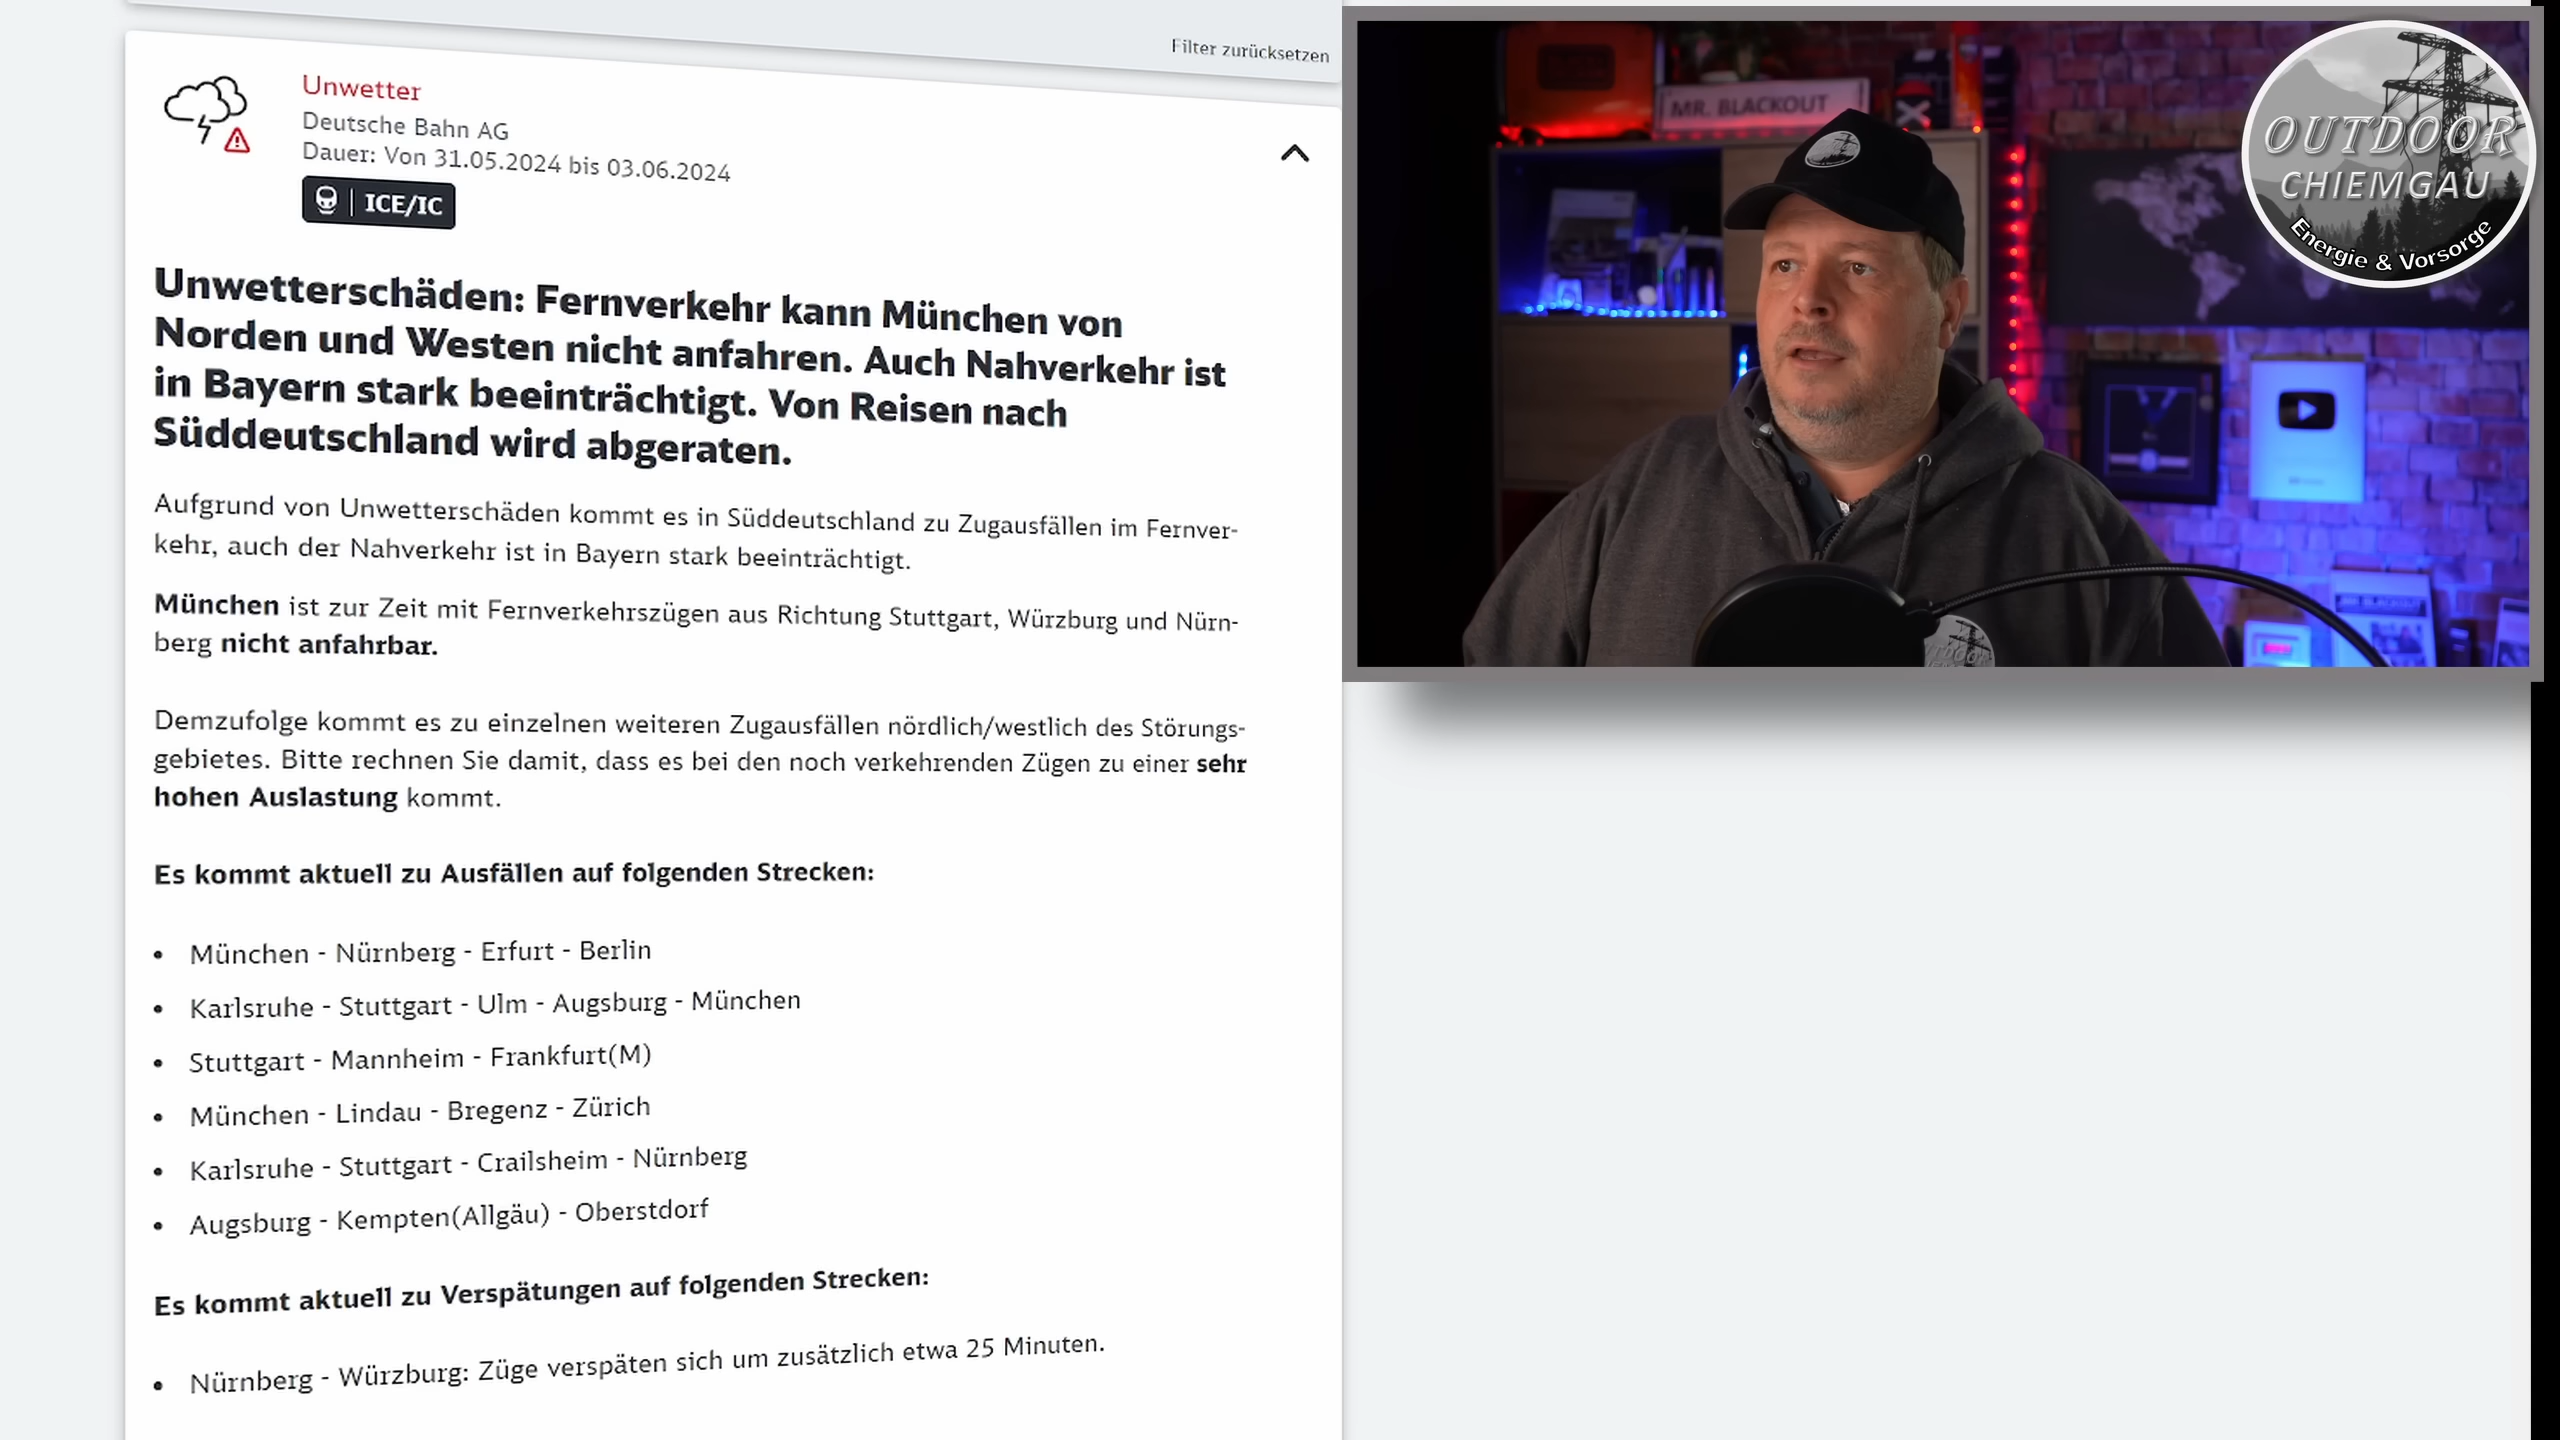 Filter zurücksetzen
Unwetter
Deutsche Bahn AG
Dauer: Von 31.05.2024 bis 03.06.2024
ICE/IC
Unwetterschäden: Fernverkehr kann München von
Norden und Westen nicht anfahren. Auch Nahverkehr ist
in Bayern stark beeinträchtigt. Von Reisen nach
Süddeutschland wird abgeraten.
Aufgrund von Unwetterschäden kommt es in Süddeutschland zu Zugausfällen im Fernver-
kehr, auch der Nahverkehr ist in Bayern stark beeinträchtigt.
München ist zur Zeit mit Fernverkehrszügen aus Richtung Stuttgart, Würzburg und Nürn-
berg nicht anfahrbar.
Demzufolge kommt es zu einzelnen weiteren Zugausfällen nördlich/westlich des Störungs-
gebietes. Bitte rechnen Sie damit, dass es bei den noch verkehrenden Zügen zu einer sehr
hohen Auslastung kommt.
Es kommt aktuell zu Ausfällen auf folgenden Strecken:
• München - Nürnberg - Erfurt - Berlin
• Karlsruhe - Stuttgart - Ulm - Augsburg - München
• Stuttgart - Mannheim - Frankfurt(M)
• München - Lindau - Bregenz - Zürich
• Karlsruhe - Stuttgart - Crailsheim - Nürnberg
• Augsburg - Kempten(Allgäu) - Oberstdorf
Es kommt aktuell zu Verspätungen auf folgenden Strecken:
• Nürnberg - Würzburg: Züge verspäten sich um zusätzlich etwa 25 Minuten.
MR. BLACKOUT
OUTDOOR
CHIEMGAU
Energie & Vorsorge